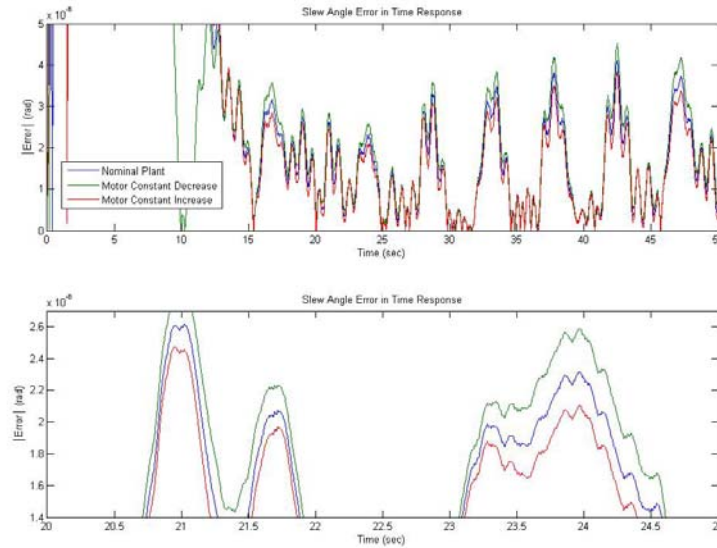 Slew Angle Error in Time Response
x 10⁻⁸
5
4
3
2
1
0
|Error| (rad)
Nominal Plant
Motor Constant Decrease
Motor Constant Increase
0 5 10 15 20 25 30 35 40 45 50
Time (sec)
Slew Angle Error in Time Response
x 10⁻⁸
2.6
2.4
2.2
2
1.8
1.6
1.4
|Error| (rad)
20 20.5 21 21.5 22 22.5 23 23.5 24 24.5 25
Time (sec)